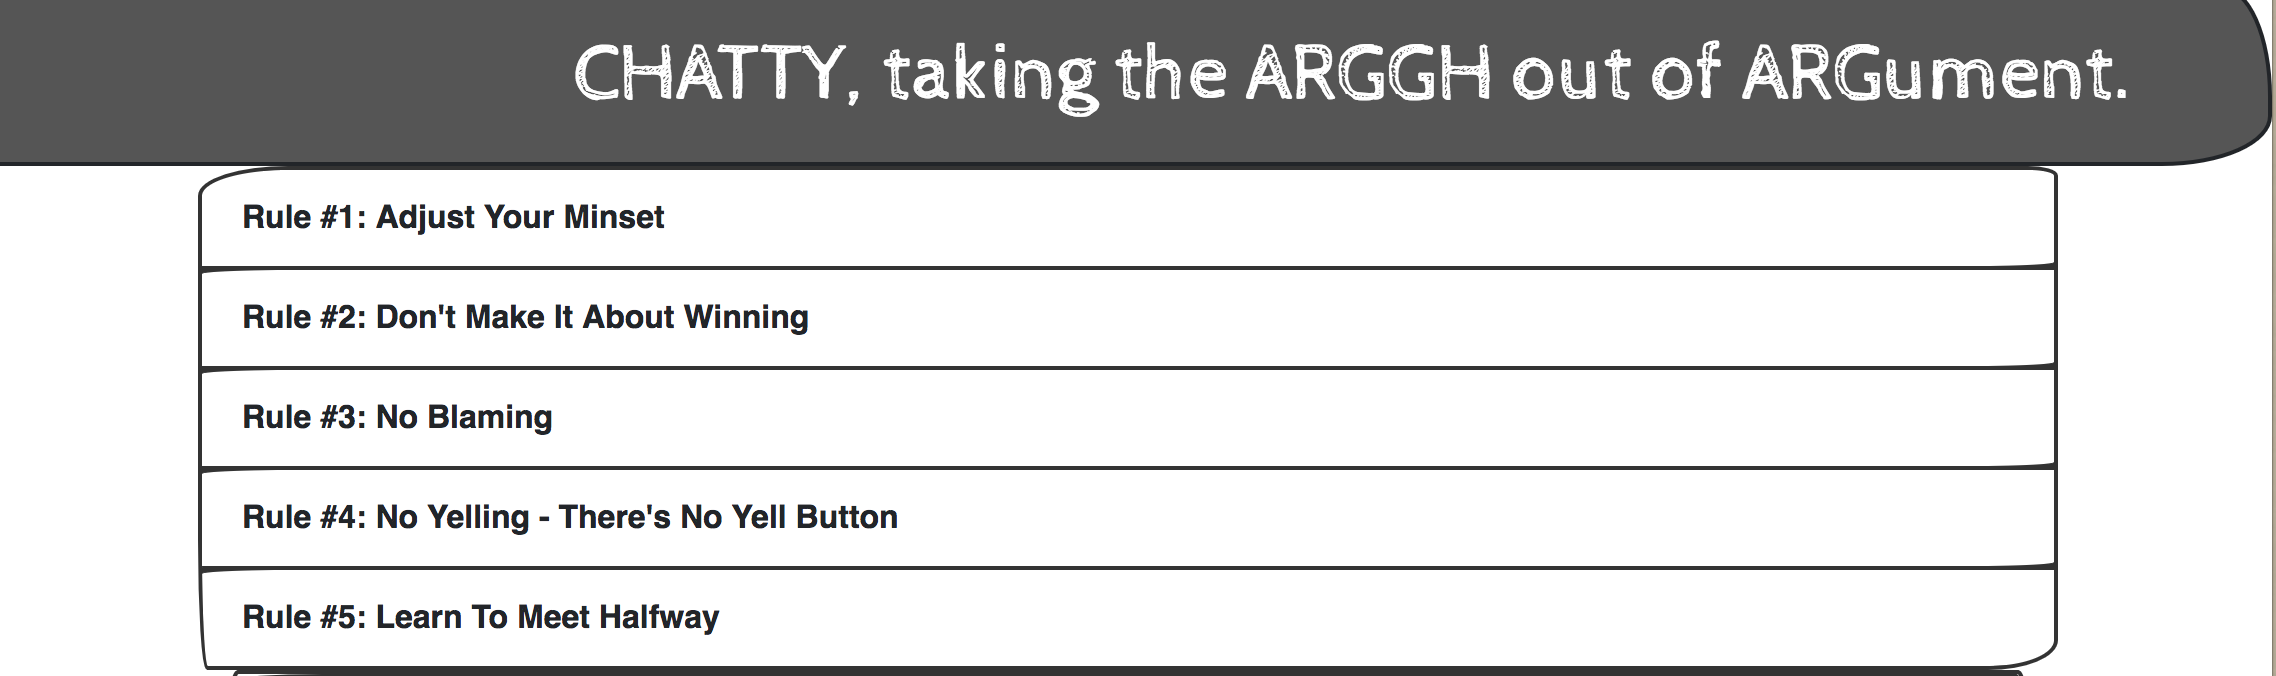 CHATTY, taking the ARGGH out of ARGument.
Rule #1: Adjust Your Minset
Rule #2: Don't Make It About Winning
Rule #3: No Blaming
Rule #4: No Yelling - There's No Yell Button
Rule #5: Learn To Meet Halfway